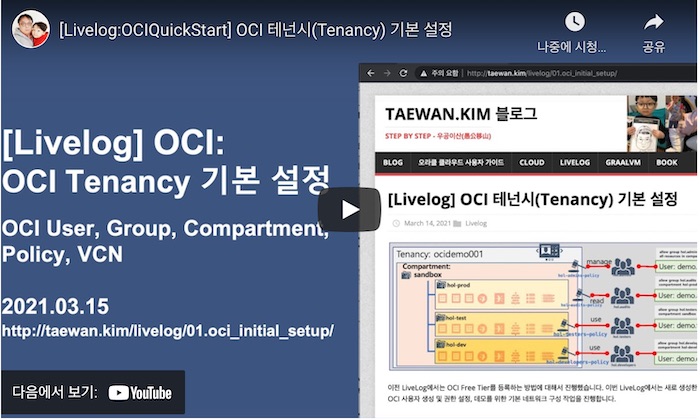 [Livelog:OCIQuickStart] OCI 테넌시(Tenancy) 기본 설정
나중에 시청...
공유
[Livelog] OCI:
OCI Tenancy 기본 설정
OCI User, Group, Compartment,
Policy, VCN
2021.03.15
http://taewan.kim/livelog/01.oci_initial_setup/
다음에서 보기: YouTube
주의 요함 | http://taewan.kim/livelog/01.oci_initial_setup/
TAEWAN.KIM 블로그
STEP BY STEP - 우공이산(愚公移山)
BLOG 오라클 클라우드 사용자 가이드 CLOUD LIVELOG GRAALVM BOOK
[Livelog] OCI 테넌시(Tenancy) 기본 설정
March 14, 2021 Livelog
Tenancy: ocidemo001
Compartment:
sandbox
hol-prod
hol-test
hol-dev
manage
read
use
use
User: demo.
User: demo.
User: demo.
User: demo.
이전 LiveLog에서는 OCI Free Tier를 등록하는 방법에 대해서 진행했습니다. 이번 LiveLog에서는 새로 생성한
OCI 사용자 생성 및 권한 설정, 데모를 위한 기본 네트워크 구성 작업을 진행합니다.